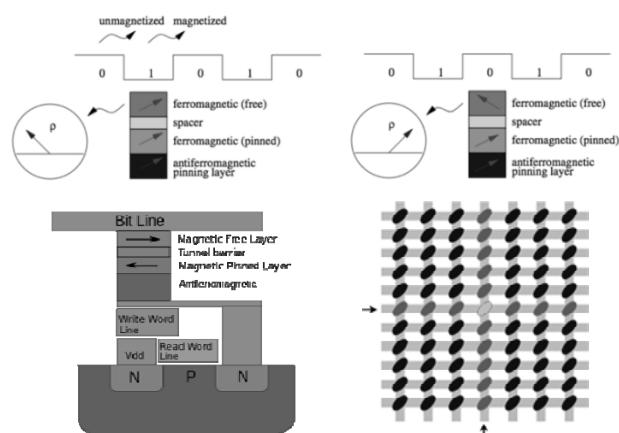 unmagnetized magnetized
0 1 0 1 0
ρ
ferromagnetic (free)
spacer
ferromagnetic (pinned)
antiferromagnetic
pinning layer
0 1 0 1 0
ρ
ferromagnetic (free)
spacer
ferromagnetic (pinned)
antiferromagnetic
pinning layer
Bit Line
Magnetic Free Layer
Tunnel barrier
Magnetic Pinned Layer
Antiferromagnetic
Write Word
Line
Vdd
Read Word
Line
N P N